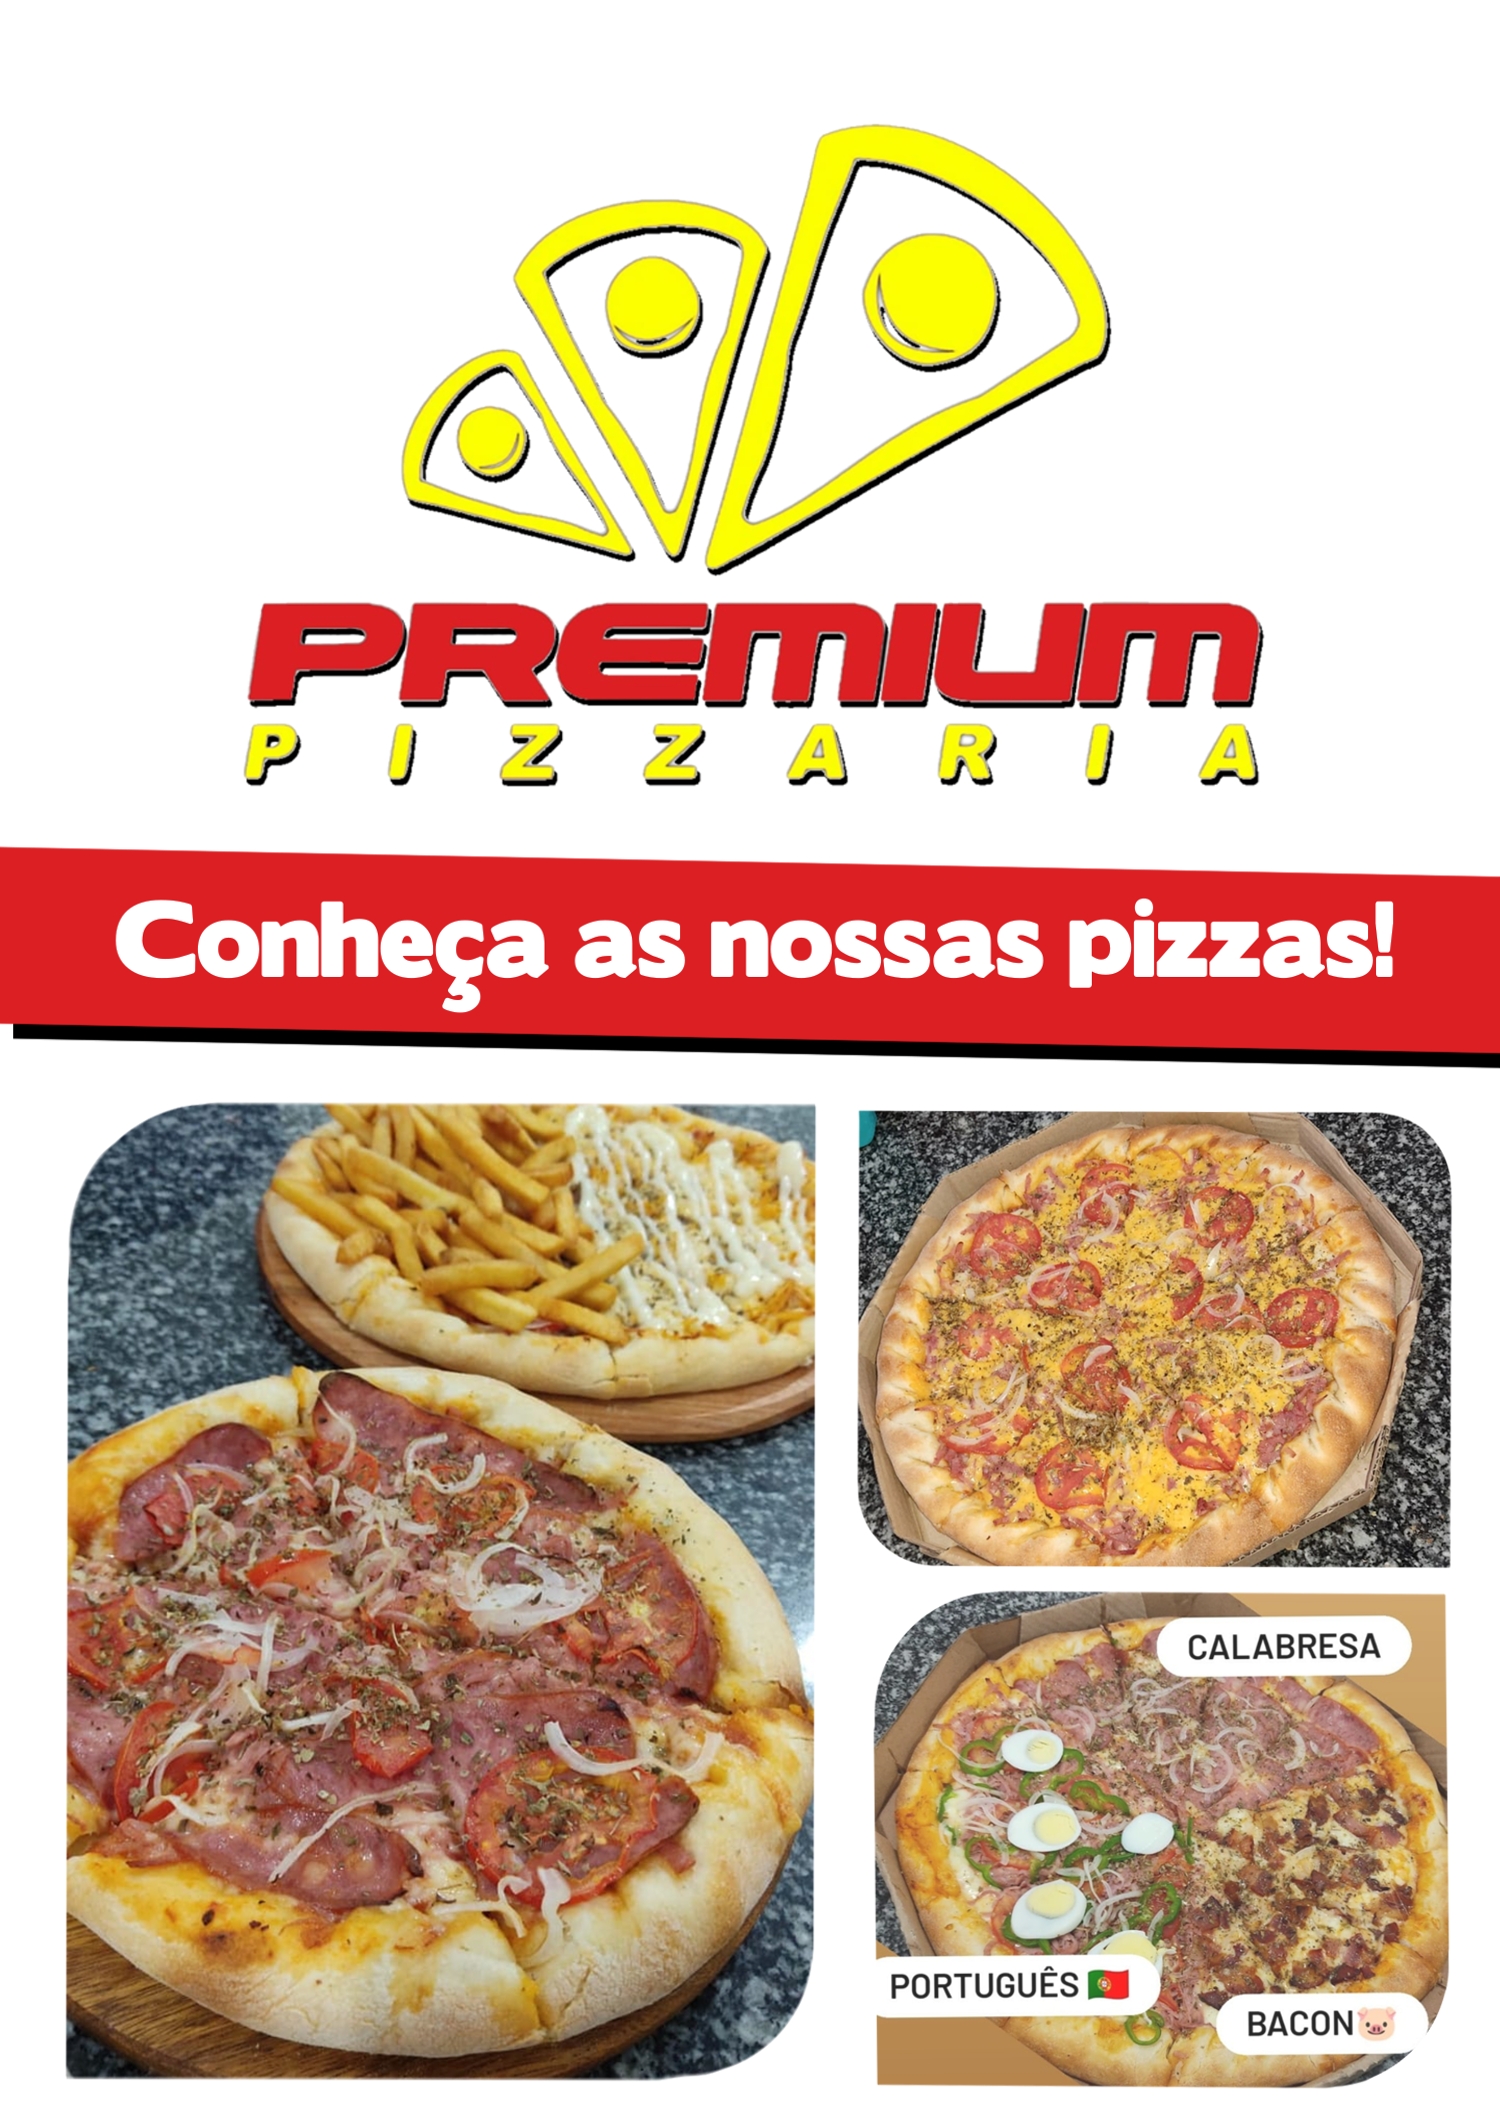 PREMIUM
PIZZARIA
Conheça as nossas pizzas!
CALABRESA
PORTUGUÊS 🇵🇹
BACON🐷